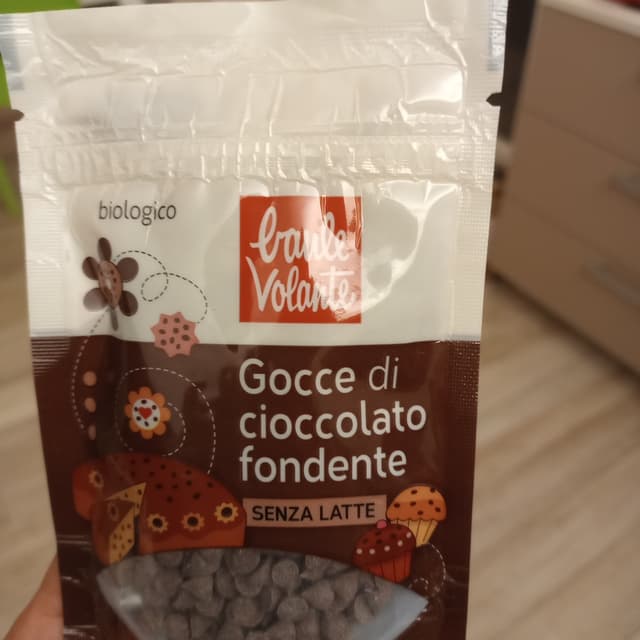 biologico
baule
volante
Gocce di
cioccolato
fondente
SENZA LATTE